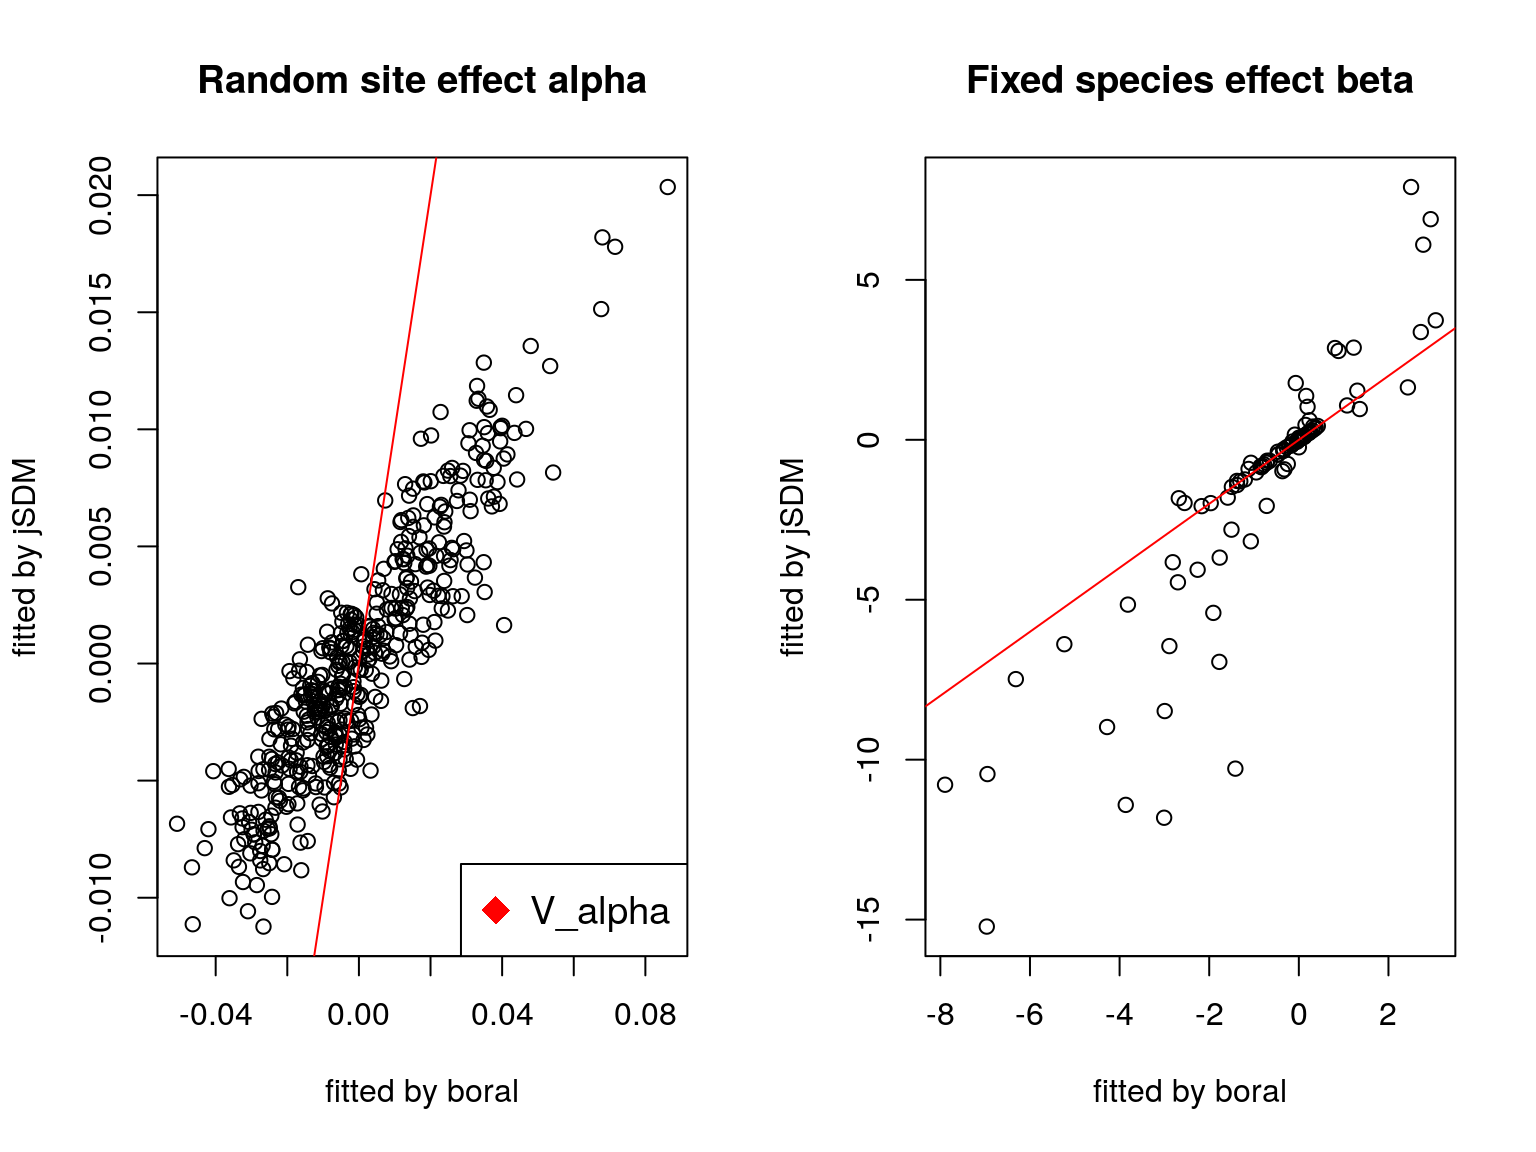 Random site effect alpha
fitted by jSDM
0.020
0.015
0.010
0.005
0.000
-0.010
V_alpha
-0.04 0.00 0.04 0.08
fitted by boral
Fixed species effect beta
fitted by jSDM
5
0
-5
-10
-15
-8 -6 -4 -2 0 2
fitted by boral